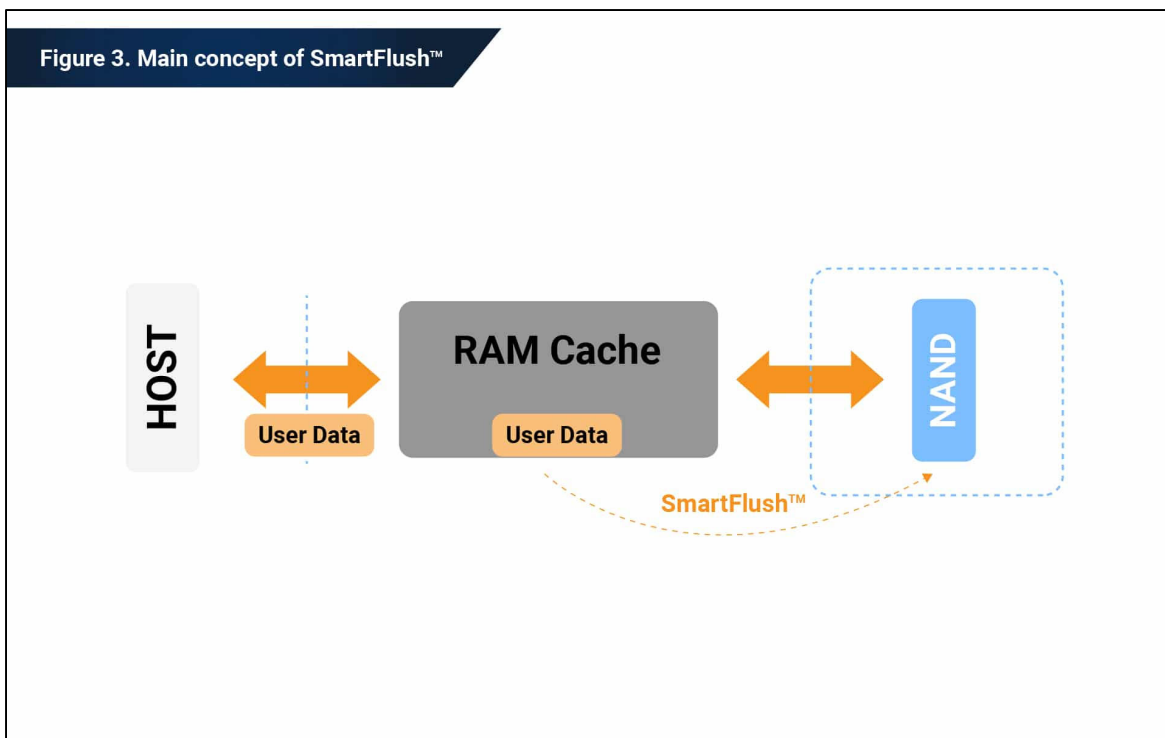 Figure 3. Main concept of SmartFlush™
HOST
RAM Cache
NAND
User Data
User Data
SmartFlush™